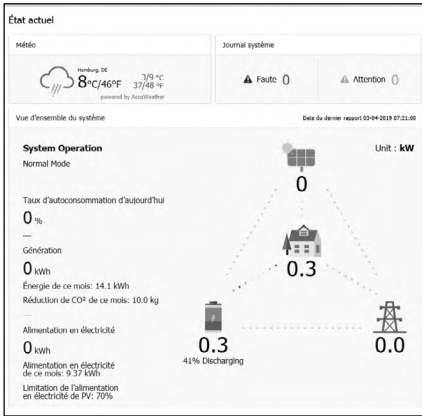 État actuel
Météo
Hamburg, DE
8°C/46°F
3/9 °C
37/48 °F
powered by AccuWeather
Journal système
Faute 0
Attention 0
Vue d'ensemble du système
Date du dernier rapport 03-04-2019 07:21:00
System Operation
Normal Mode
Unit : kW
0
Taux d'autoconsommation d'aujourd'hui
0 %
Génération
0 kWh
Énergie de ce mois: 14.1 kWh
Réduction de CO² de ce mois: 10.0 kg
0.3
Alimentation en électricité
0 kWh
Alimentation en électricité
de ce mois: 9.37 kWh
Limitation de l'alimentation
en électricité de PV: 70%
0.3
41% Discharging
0.0